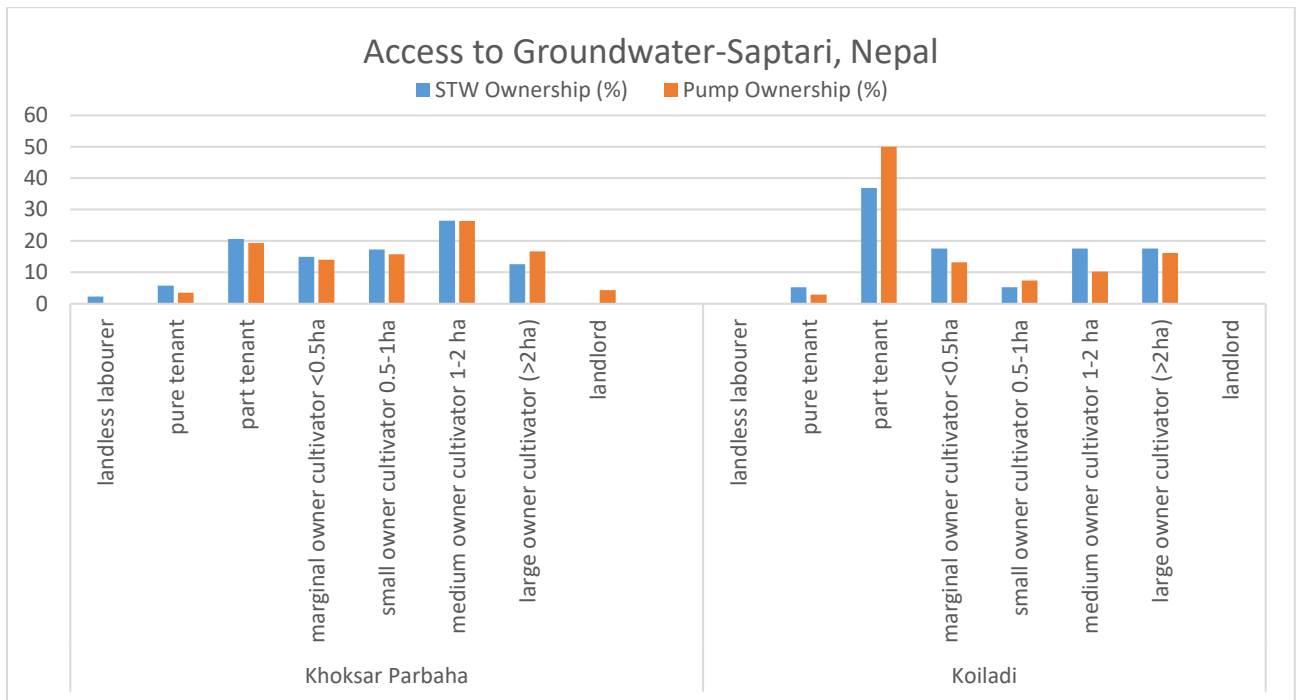 Access to Groundwater-Saptari, Nepal
STW Ownership (%) Pump Ownership (%)
60
50
40
30
20
10
0
landless labourer
pure tenant
part tenant
marginal owner cultivator <0.5ha
small owner cultivator 0.5-1ha
medium owner cultivator 1-2 ha
large owner cultivator (>2ha)
landlord
landless labourer
pure tenant
part tenant
marginal owner cultivator <0.5ha
small owner cultivator 0.5-1ha
medium owner cultivator 1-2 ha
large owner cultivator (>2ha)
landlord
Khoksar Parbaha Koiladi